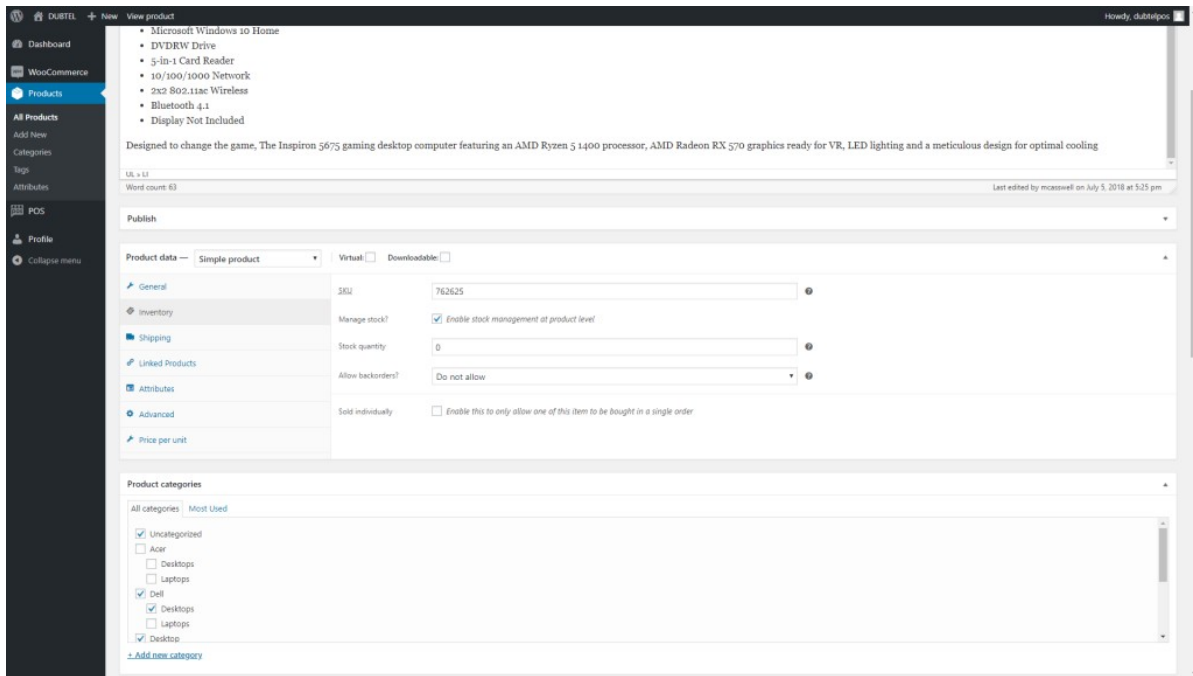 DUBTEL + New View product Howdy, dubtelpos
Dashboard
WooCommerce
Products
All Products
Add New
Categories
Tags
Attributes
POS
Profile
Collapse menu
• Microsoft Windows 10 Home
• DVDRW Drive
• 5-in-1 Card Reader
• 10/100/1000 Network
• 2x2 802.11ac Wireless
• Bluetooth 4.1
• Display Not Included
Designed to change the game, The Inspiron 5675 gaming desktop computer featuring an AMD Ryzen 5 1400 processor, AMD Radeon RX 570 graphics ready for VR, LED lighting and a meticulous design for optimal cooling
UL » LI
Word count: 63 Last edited by mcasswell on July 5, 2018 at 5:25 pm
Publish
Product data — Simple product Virtual: Downloadable:
General
Inventory
Shipping
Linked Products
Attributes
Advanced
Price per unit
SKU 762625
Manage stock? Enable stock management at product level
Stock quantity 0
Allow backorders? Do not allow
Sold individually Enable this to only allow one of this item to be bought in a single order
Product categories
All categories Most Used
Uncategorized
Acer
Desktops
Laptops
Dell
Desktops
Laptops
Desktop
+ Add new category